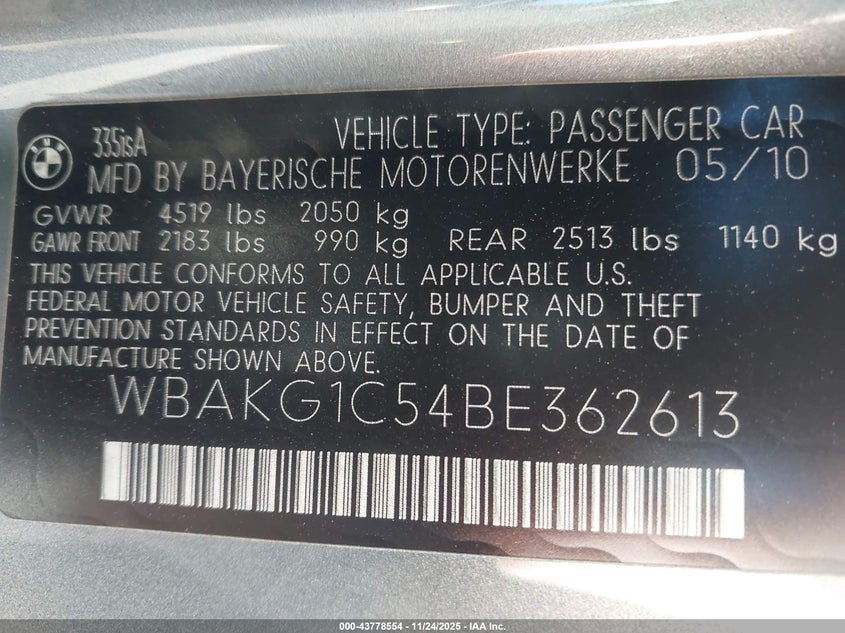 BMW
335isA
VEHICLE TYPE: PASSENGER CAR
MFD BY BAYERISCHE MOTORENWERKE 05/10
GVWR 4519 lbs 2050 kg
GAWR FRONT 2183 lbs 990 kg REAR 2513 lbs 1140 kg
THIS VEHICLE CONFORMS TO ALL APPLICABLE U.S.
FEDERAL MOTOR VEHICLE SAFETY, BUMPER AND THEFT
PREVENTION STANDARDS IN EFFECT ON THE DATE OF
MANUFACTURE SHOWN ABOVE.
WBAKG1C54BE362613
000-43778554 — 11/24/2025 — IAA Inc.